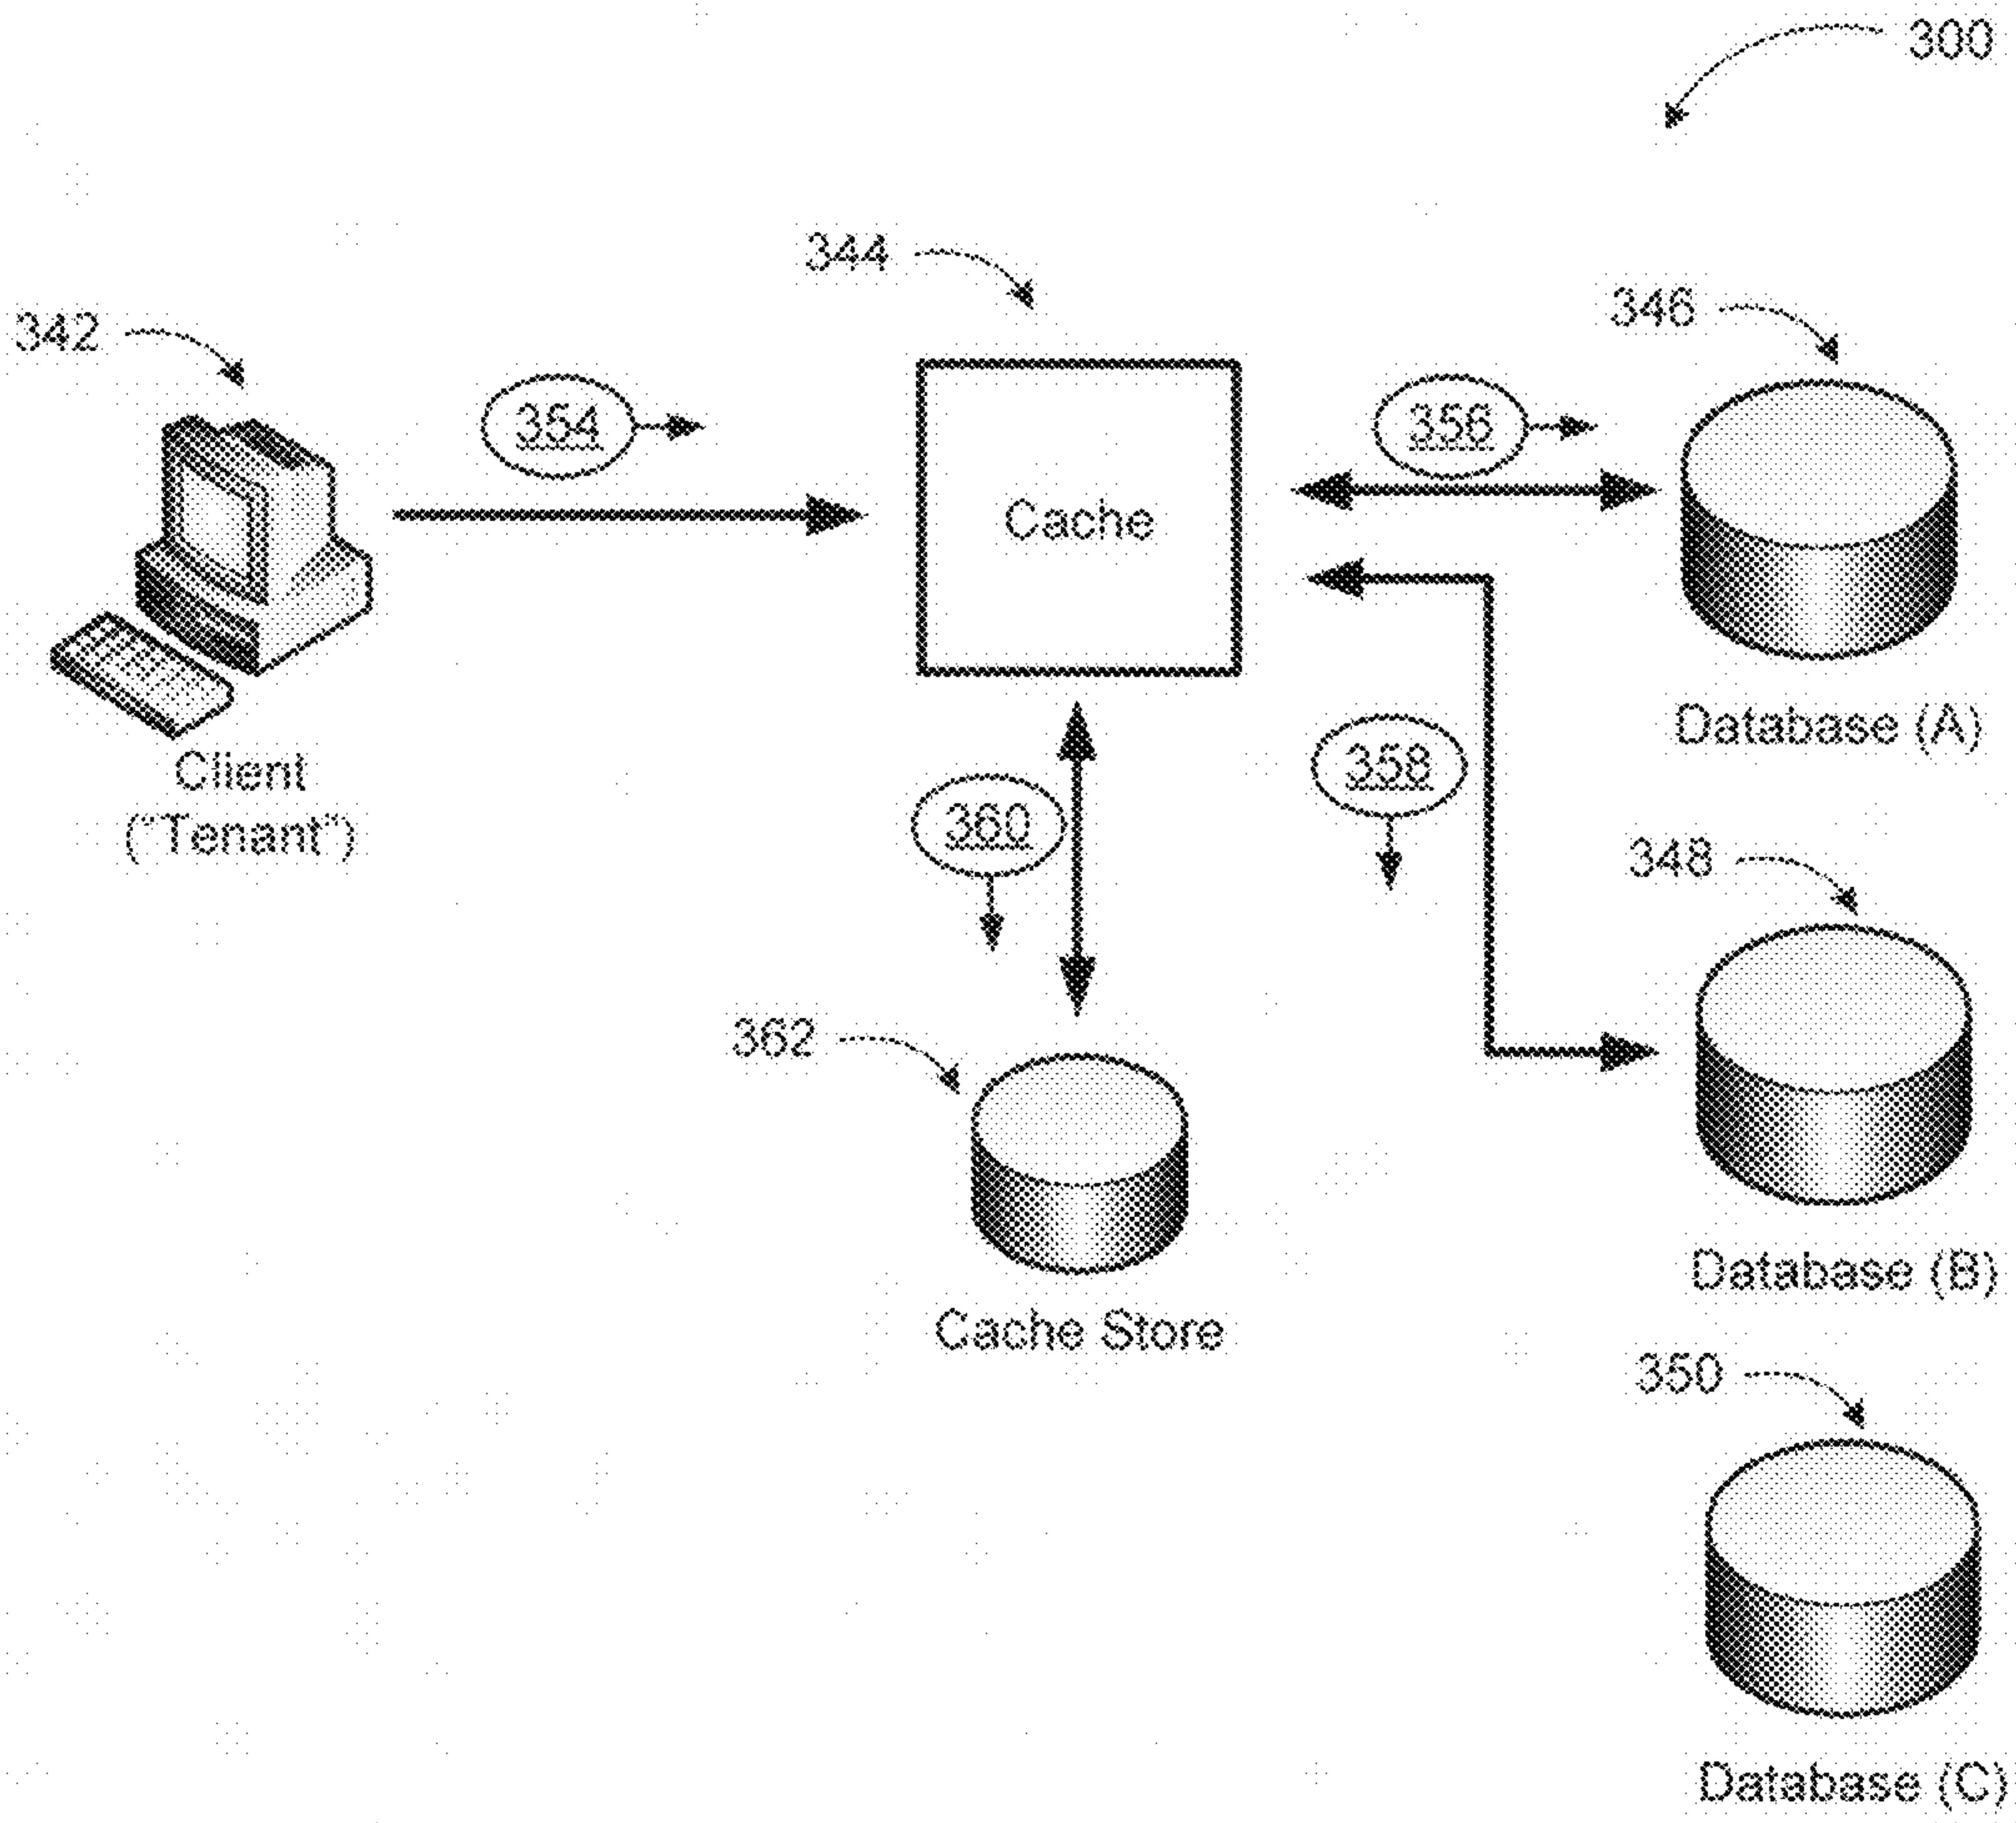 300
344
346
342
354
356
Cache
Database (A)
358
Client
("Tenant")
360
348
362
Database (B)
Cache Store
350
Database (C)